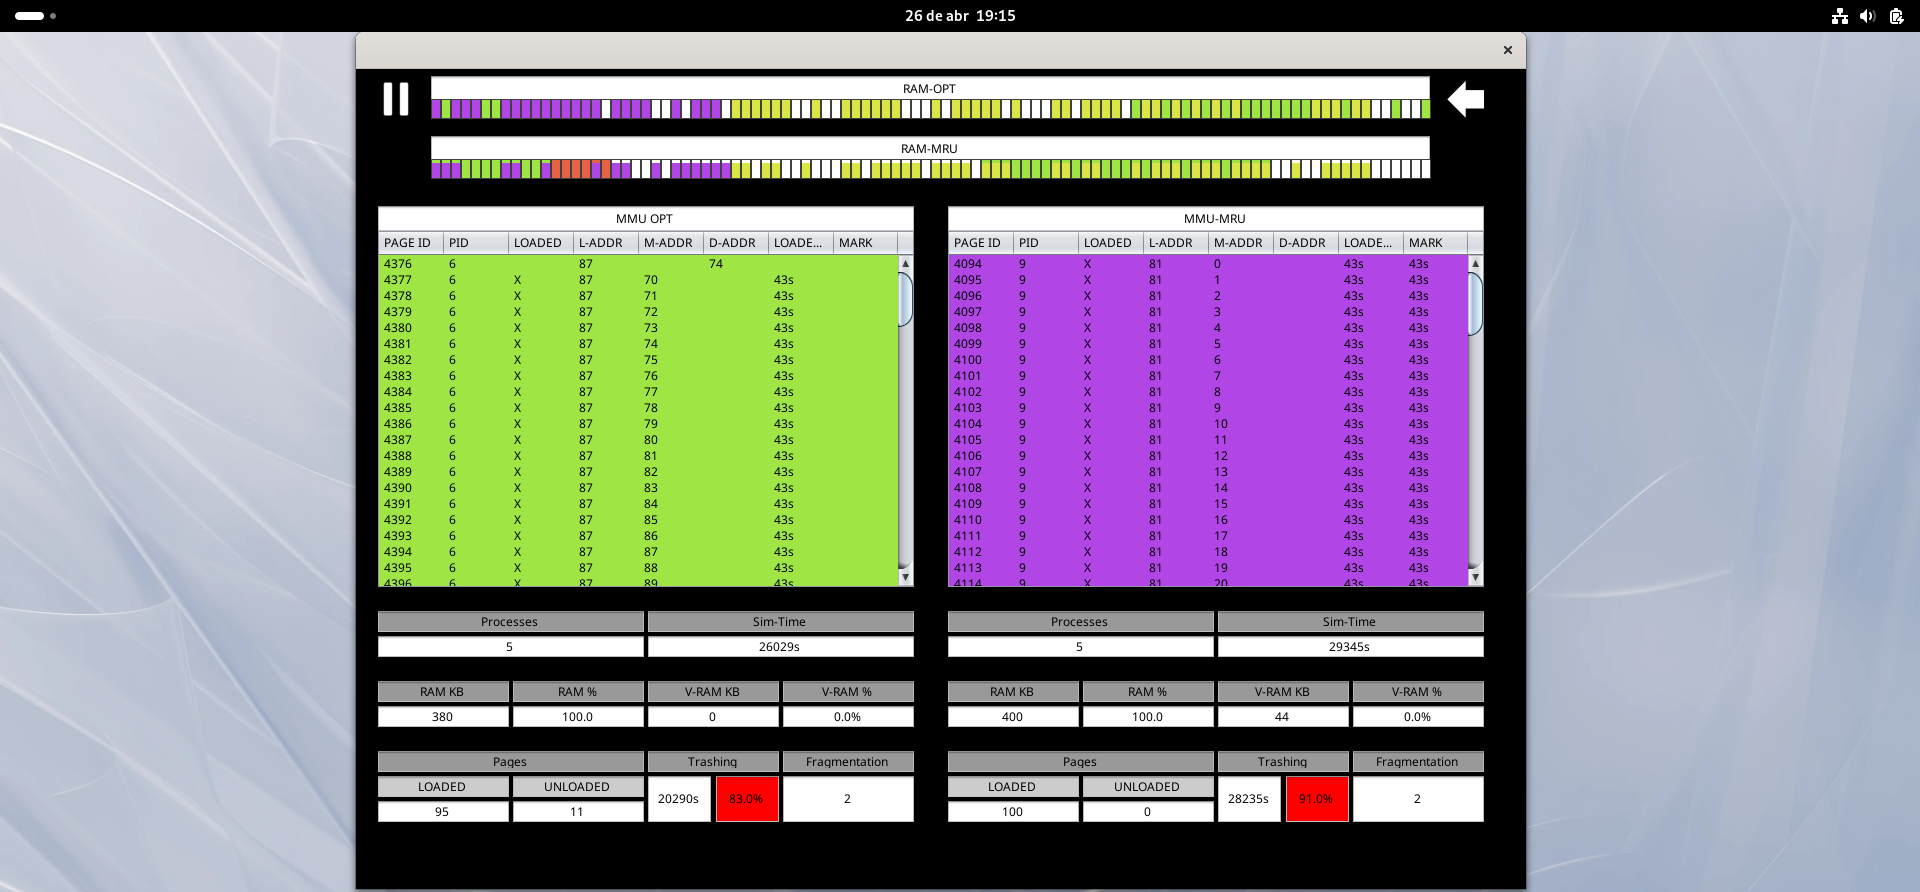 26 de abr 19:15
RAM-OPT
RAM-MRU
MMU OPT
PAGE ID PID LOADED L-ADDR M-ADDR D-ADDR LOADE... MARK
4376 6 87 74
4377 6 X 87 70 43s
4378 6 X 87 71 43s
4379 6 X 87 72 43s
4380 6 X 87 73 43s
4381 6 X 87 74 43s
4382 6 X 87 75 43s
4383 6 X 87 76 43s
4384 6 X 87 77 43s
4385 6 X 87 78 43s
4386 6 X 87 79 43s
4387 6 X 87 80 43s
4388 6 X 87 81 43s
4389 6 X 87 82 43s
4390 6 X 87 83 43s
4391 6 X 87 84 43s
4392 6 X 87 85 43s
4393 6 X 87 86 43s
4394 6 X 87 87 43s
4395 6 X 87 88 43s
4396 6 X 87 89 43s
MMU-MRU
PAGE ID PID LOADED L-ADDR M-ADDR D-ADDR LOADE... MARK
4094 9 X 81 0 43s 43s
4095 9 X 81 1 43s 43s
4096 9 X 81 2 43s 43s
4097 9 X 81 3 43s 43s
4098 9 X 81 4 43s 43s
4099 9 X 81 5 43s 43s
4100 9 X 81 6 43s 43s
4101 9 X 81 7 43s 43s
4102 9 X 81 8 43s 43s
4103 9 X 81 9 43s 43s
4104 9 X 81 10 43s 43s
4105 9 X 81 11 43s 43s
4106 9 X 81 12 43s 43s
4107 9 X 81 13 43s 43s
4108 9 X 81 14 43s 43s
4109 9 X 81 15 43s 43s
4110 9 X 81 16 43s 43s
4111 9 X 81 17 43s 43s
4112 9 X 81 18 43s 43s
4113 9 X 81 19 43s 43s
4114 9 X 81 20 43s 43s
Processes Sim-Time
5 26029s
RAM KB RAM % V-RAM KB V-RAM %
380 100.0 0 0.0%
Pages Trashing Fragmentation
LOADED UNLOADED
20290s 83.0% 2
95 11
Processes Sim-Time
5 29345s
RAM KB RAM % V-RAM KB V-RAM %
400 100.0 44 0.0%
Pages Trashing Fragmentation
LOADED UNLOADED
28235s 91.0% 2
100 0